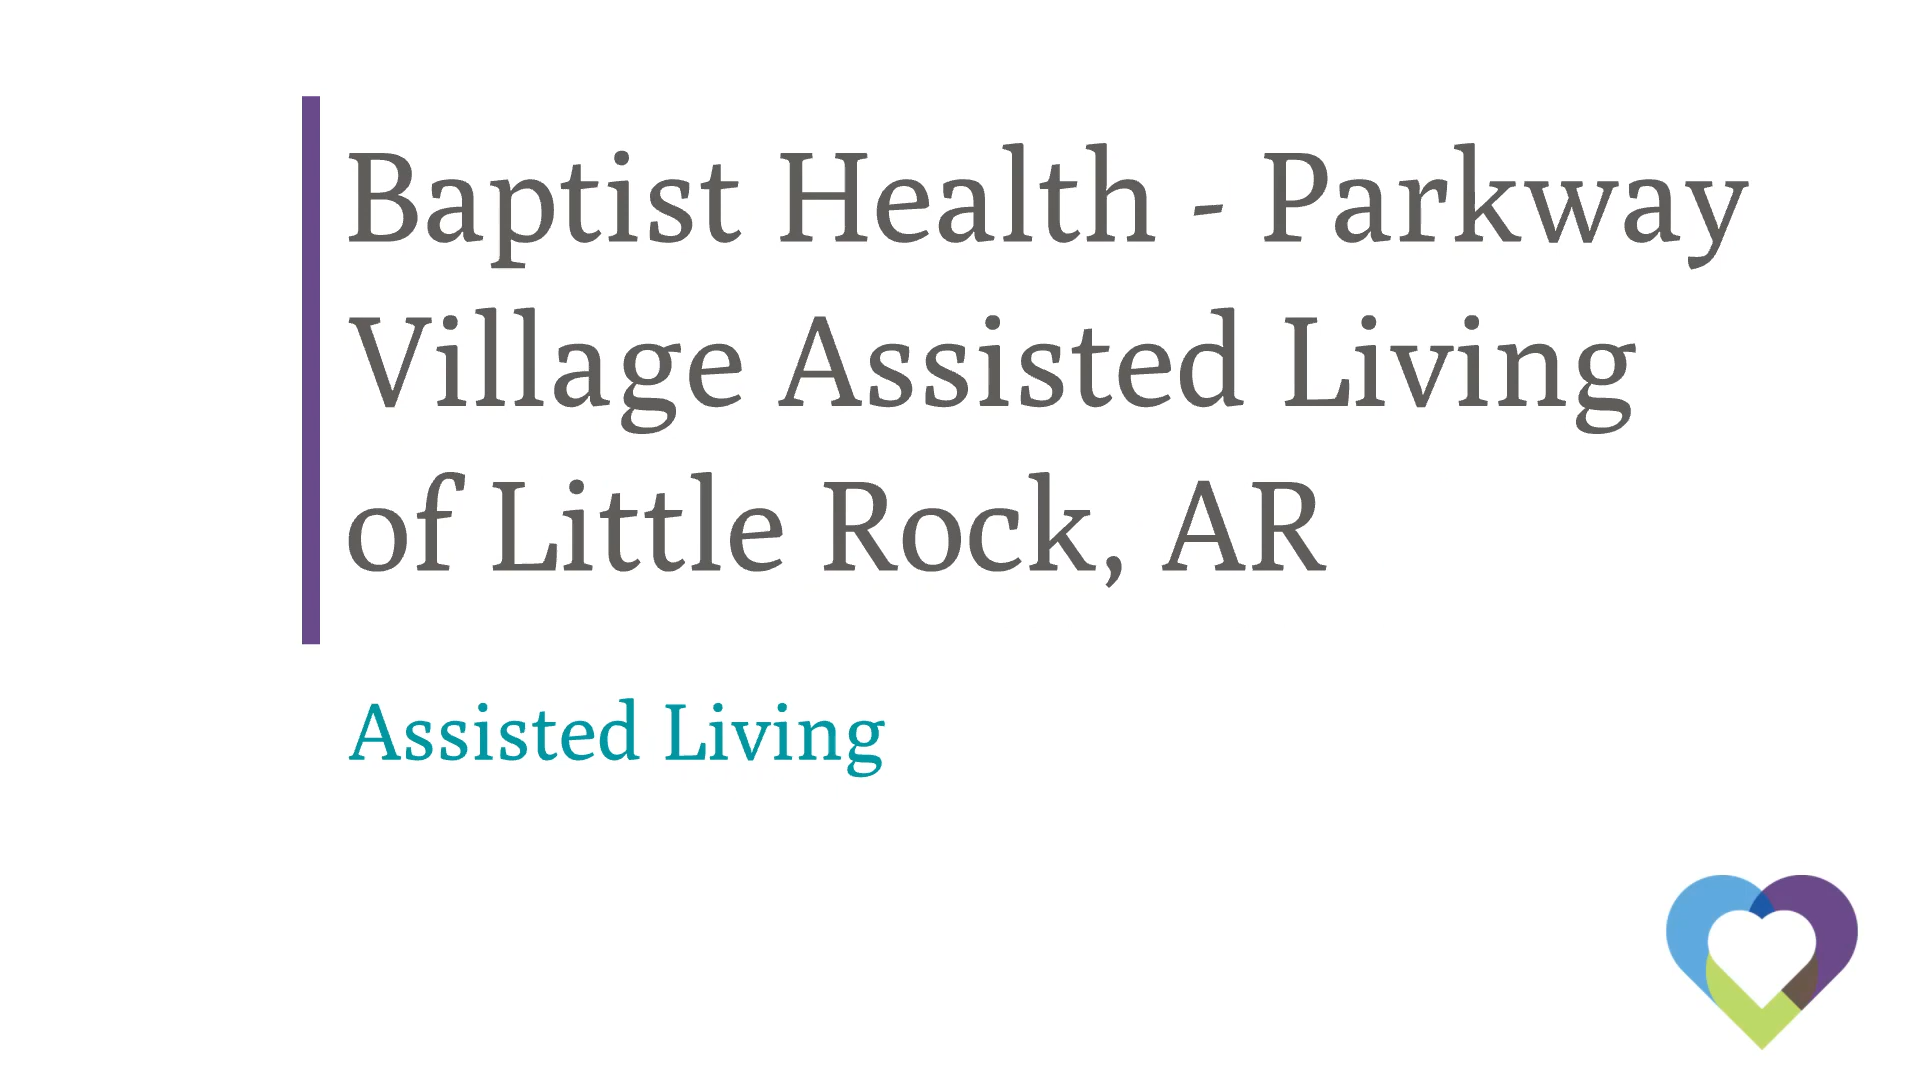 Baptist Health - Parkway
Village Assisted Living
of Little Rock, AR
Assisted Living